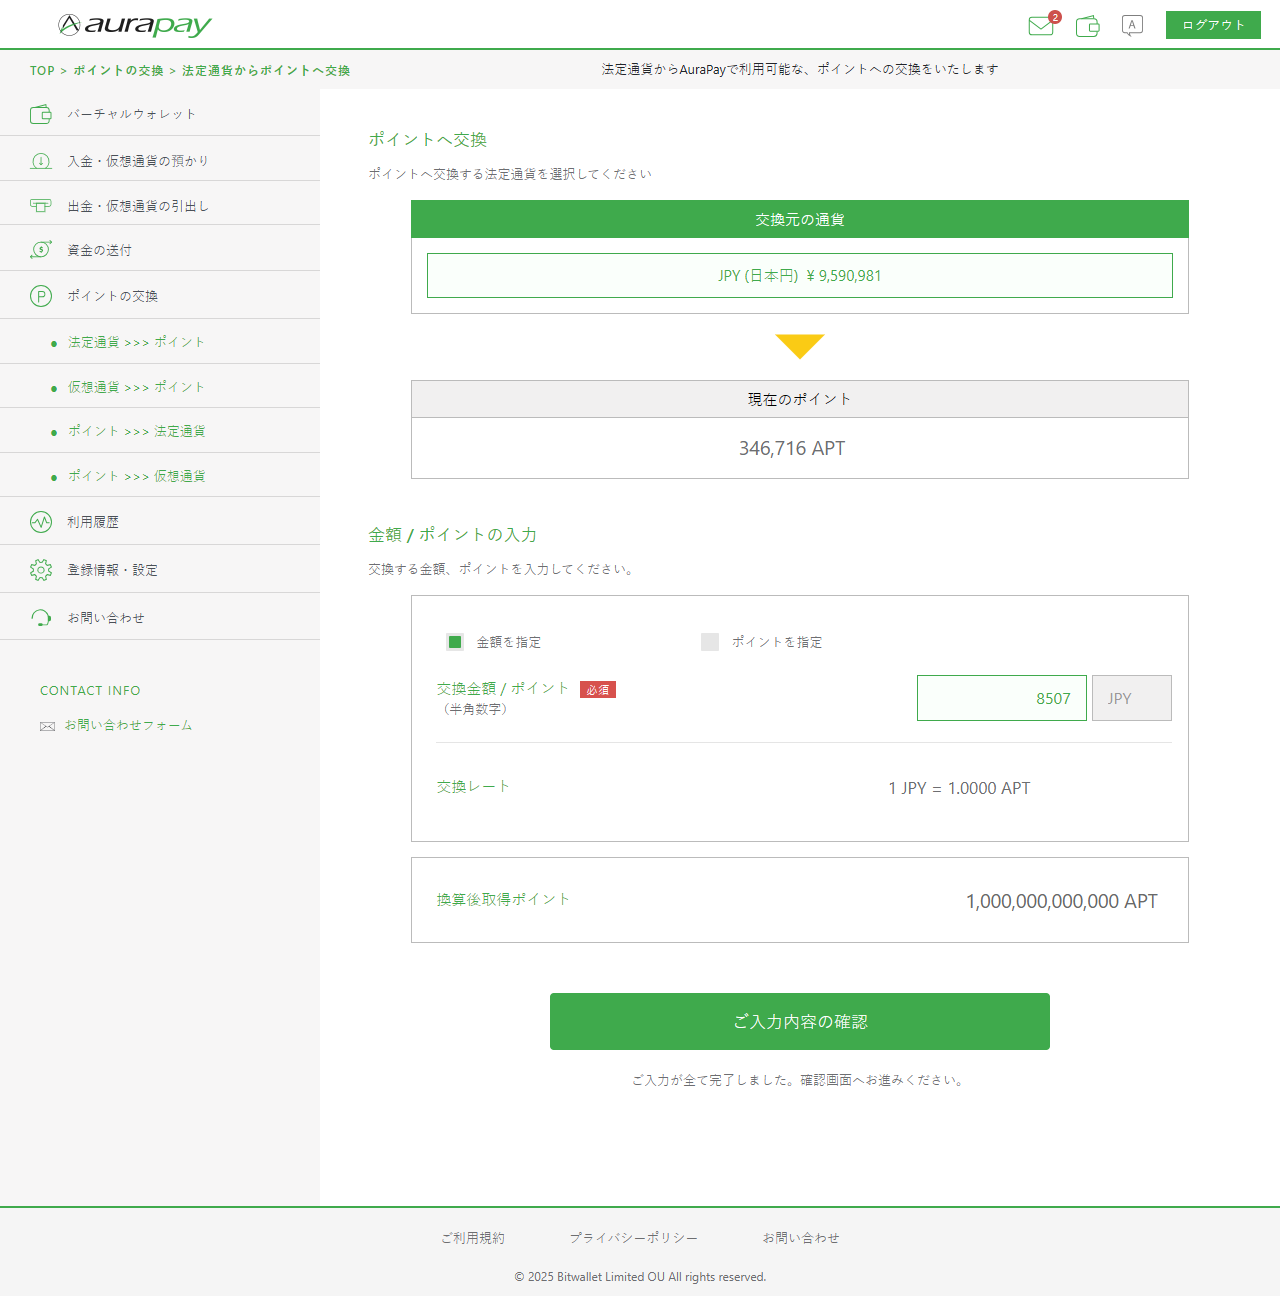 aurapay
2
A
ログアウト
TOP > ポイントの交換 > 法定通貨からポイントへ交換
法定通貨からAuraPayで利用可能な、ポイントへの交換をいたします
バーチャルウォレット
入金・仮想通貨の預かり
出金・仮想通貨の引出し
資金の送付
ポイントの交換
法定通貨 >>> ポイント
仮想通貨 >>> ポイント
ポイント >>> 法定通貨
ポイント >>> 仮想通貨
利用履歴
登録情報・設定
お問い合わせ
CONTACT INFO
お問い合わせフォーム
ポイントへ交換
ポイントへ交換する法定通貨を選択してください
交換元の通貨
JPY (日本円) ¥ 9,590,981
現在のポイント
346,716 APT
金額 / ポイントの入力
交換する金額、ポイントを入力してください。
金額を指定
ポイントを指定
交換金額 / ポイント 必須
（半角数字）
8507 JPY
交換レート
1 JPY = 1.0000 APT
換算後取得ポイント
1,000,000,000,000 APT
ご入力内容の確認
ご入力が全て完了しました。確認画面へお進みください。
ご利用規約
プライバシーポリシー
お問い合わせ
© 2025 Bitwallet Limited OU All rights reserved.